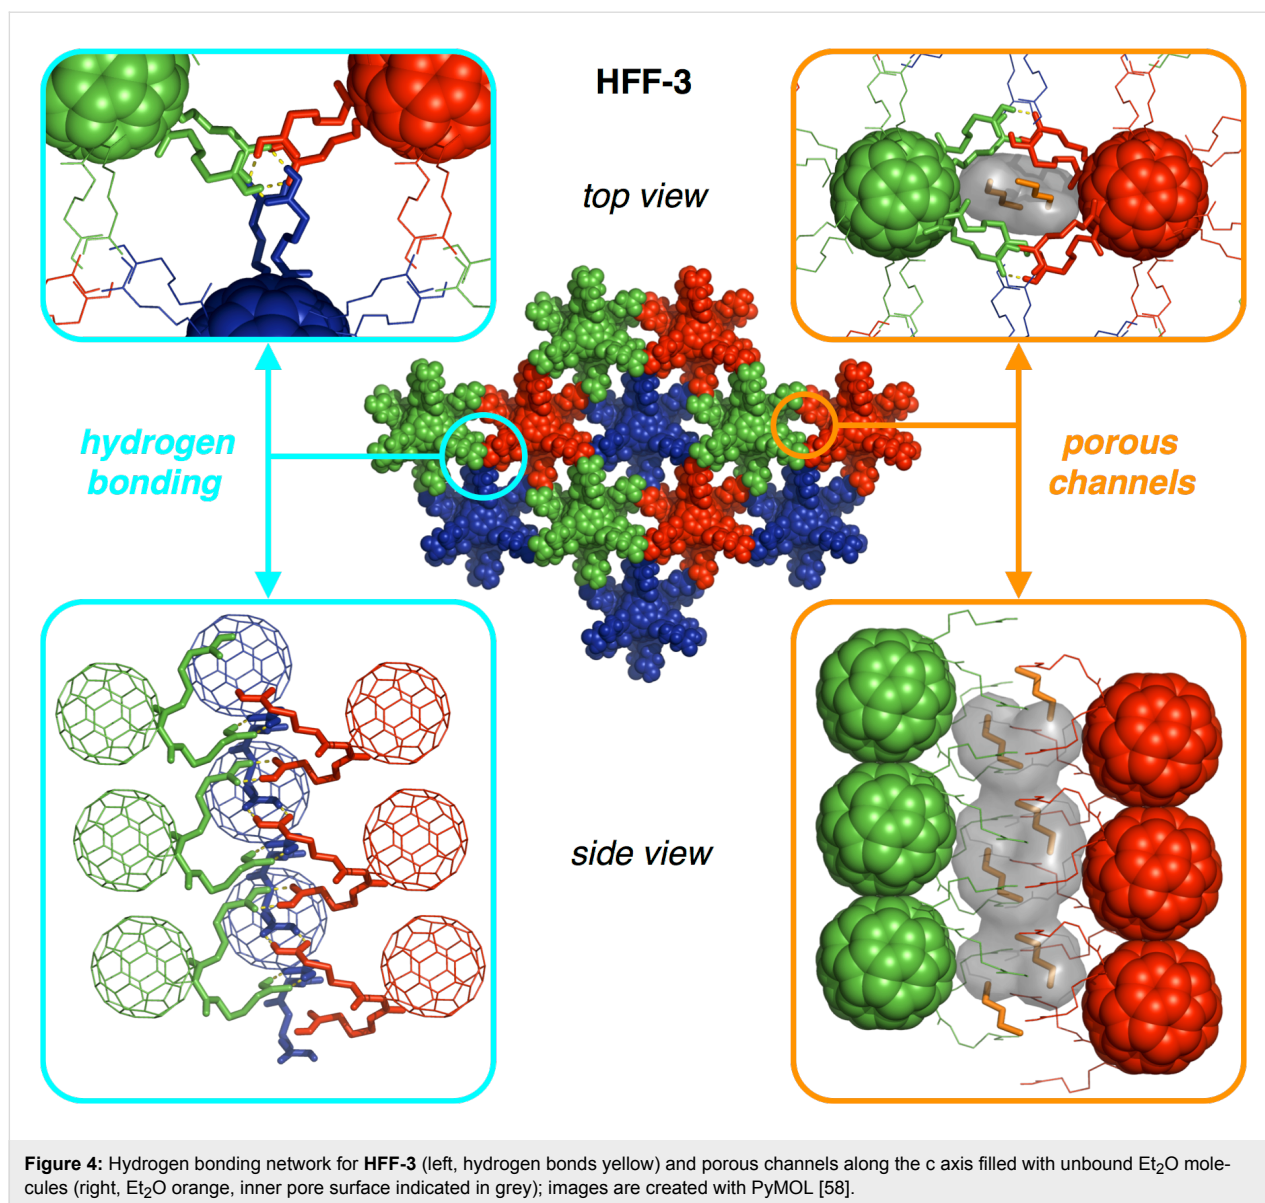 HFF-3
top view
hydrogen
bonding
porous
channels
side view
Figure 4: Hydrogen bonding network for HFF-3 (left, hydrogen bonds yellow) and porous channels along the c axis filled with unbound Et₂O mole-
cules (right, Et₂O orange, inner pore surface indicated in grey); images are created with PyMOL [58].